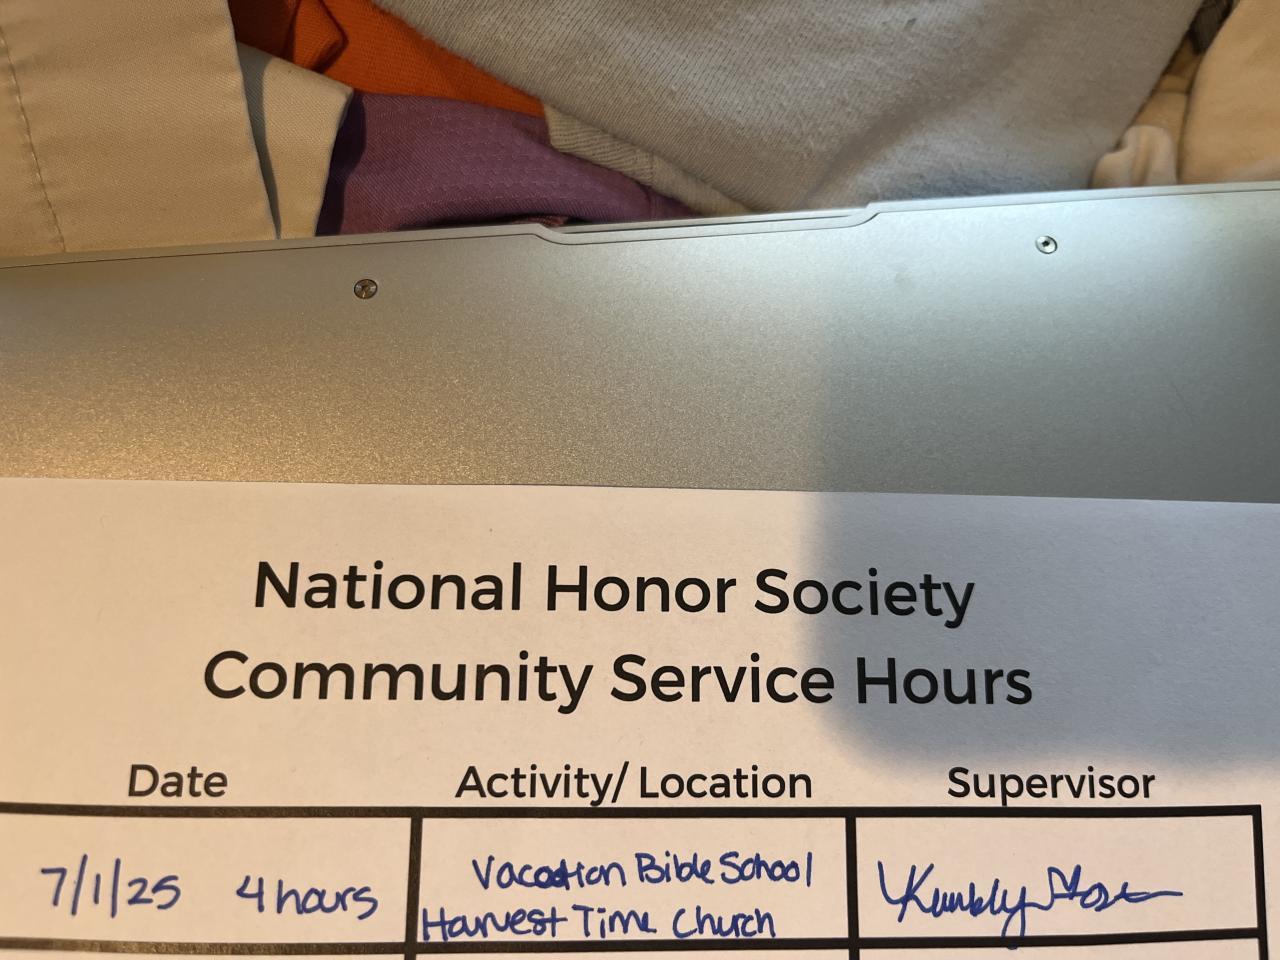 National Honor Society
Community Service Hours
Date Activity/ Location Supervisor
7/1/25 4 hours Vacation Bible School
Harvest Time Church